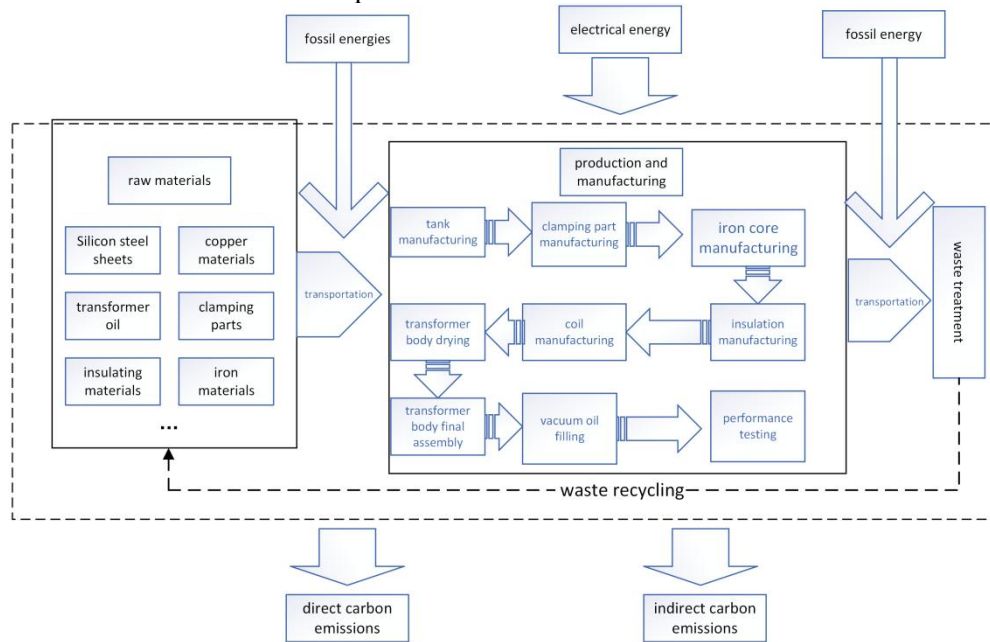 fossil energies
electrical
energy
fossil energy
raw materials
Silicon steel
sheets
copper
materials
transformer
oil
clamping
parts
insulating
materials
iron
materials
...
transportation
production and
manufacturing
tank
manufacturing
clamping part
manufacturing
iron core
manufacturing
transformer
body drying
coil
manufacturing
insulation
manufacturing
transformer
body final
assembly
vacuum oil
filling
performance
testing
transportation
waste treatment
waste recycling
direct carbon
emissions
indirect carbon
emissions